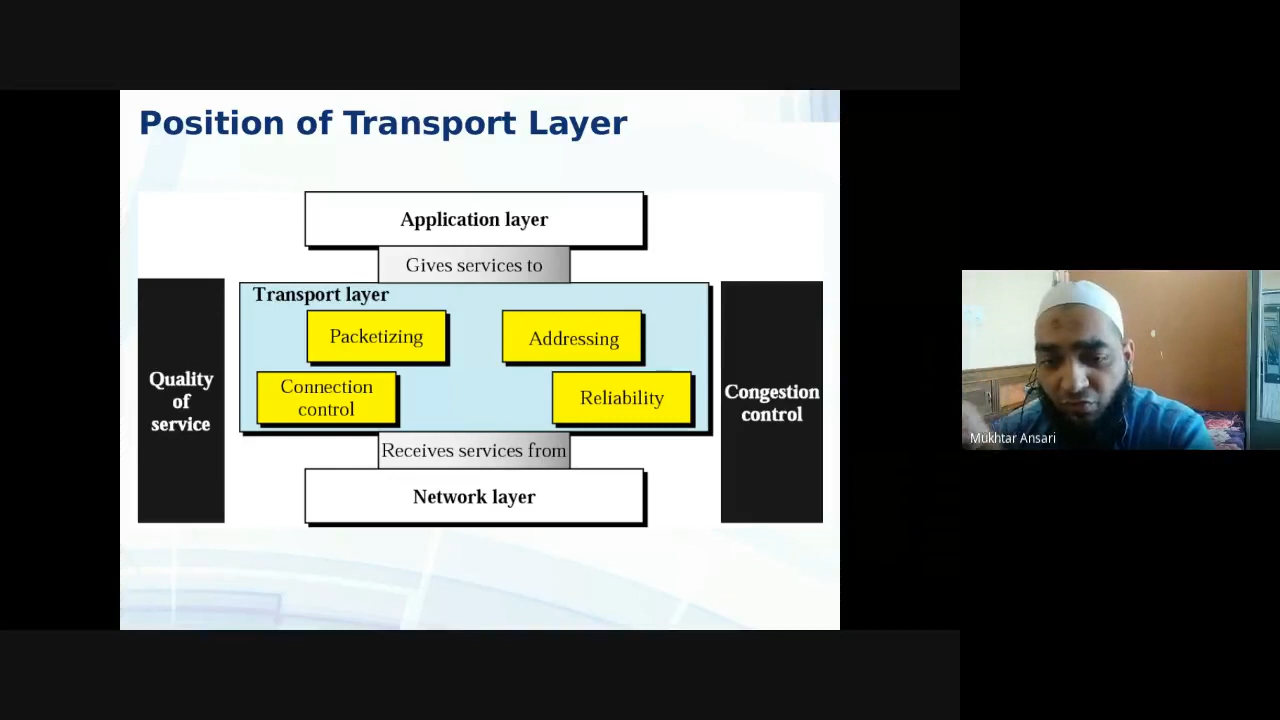 Position of Transport Layer
Application layer
Gives services to
Transport layer
Packetizing
Addressing
Connection
control
Reliability
Quality
of
service
Congestion
control
Receives services from
Network layer
Mukhtar Ansari